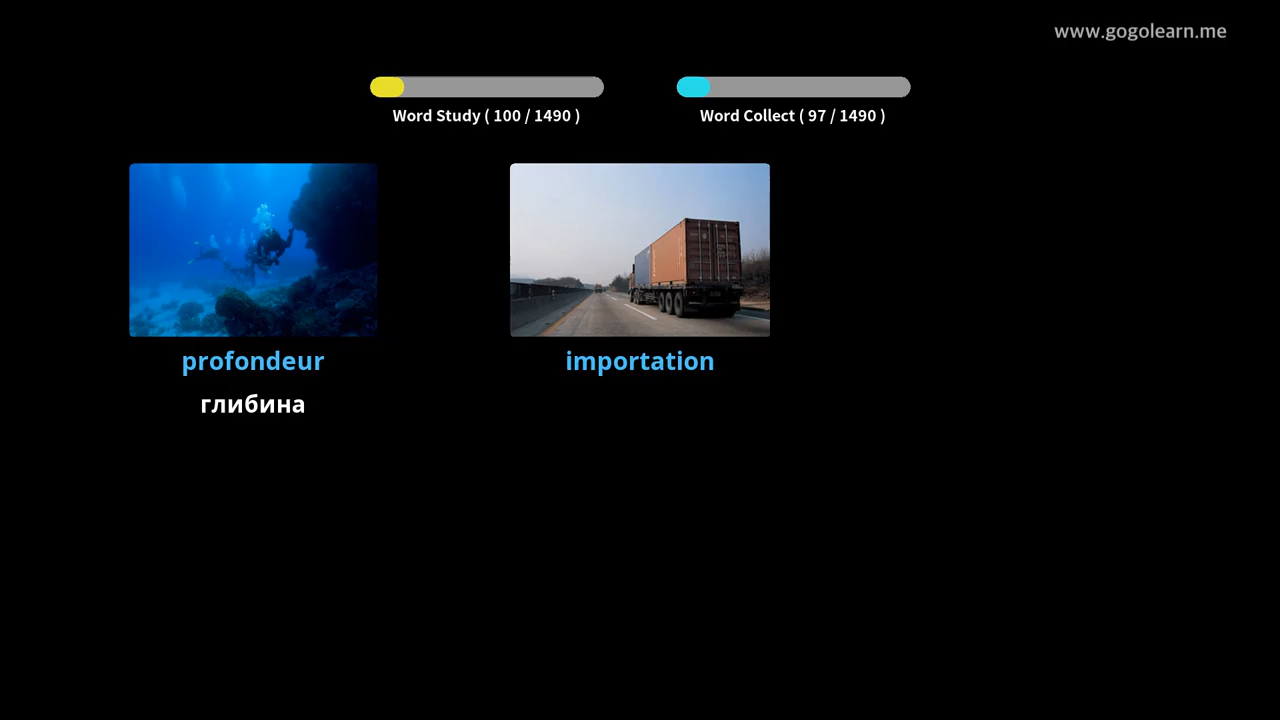 www.gogolearn.me
Word Study ( 100 / 1490 )
Word Collect ( 97 / 1490 )
profondeur
importation
глибина